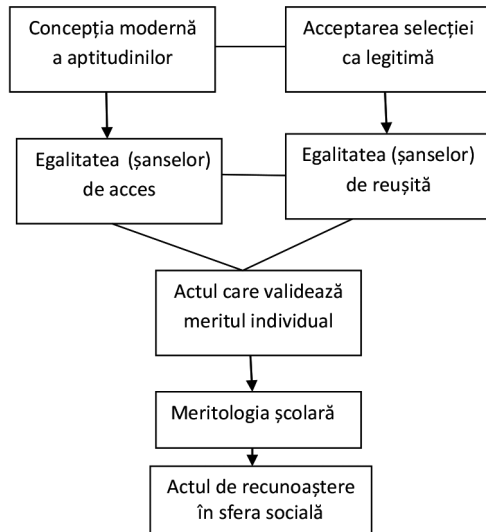 Concepția modernă
a aptitudinilor
Acceptarea selecției
ca legitimă
Egalitatea (șanselor)
de acces
Egalitatea (șanselor)
de reușită
Actul care validează
meritul individual
Meritologia școlară
Actul de recunoaștere
în sfera socială